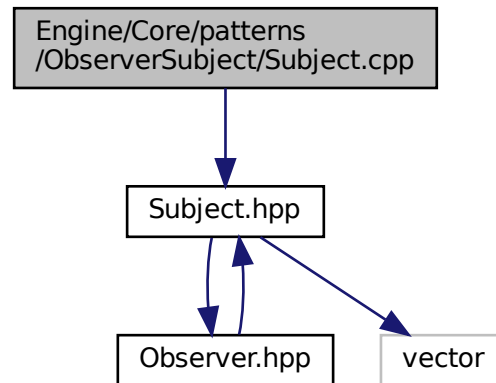 Engine/Core/patterns
/ObserverSubject/Subject.cpp
Subject.hpp
Observer.hpp
vector